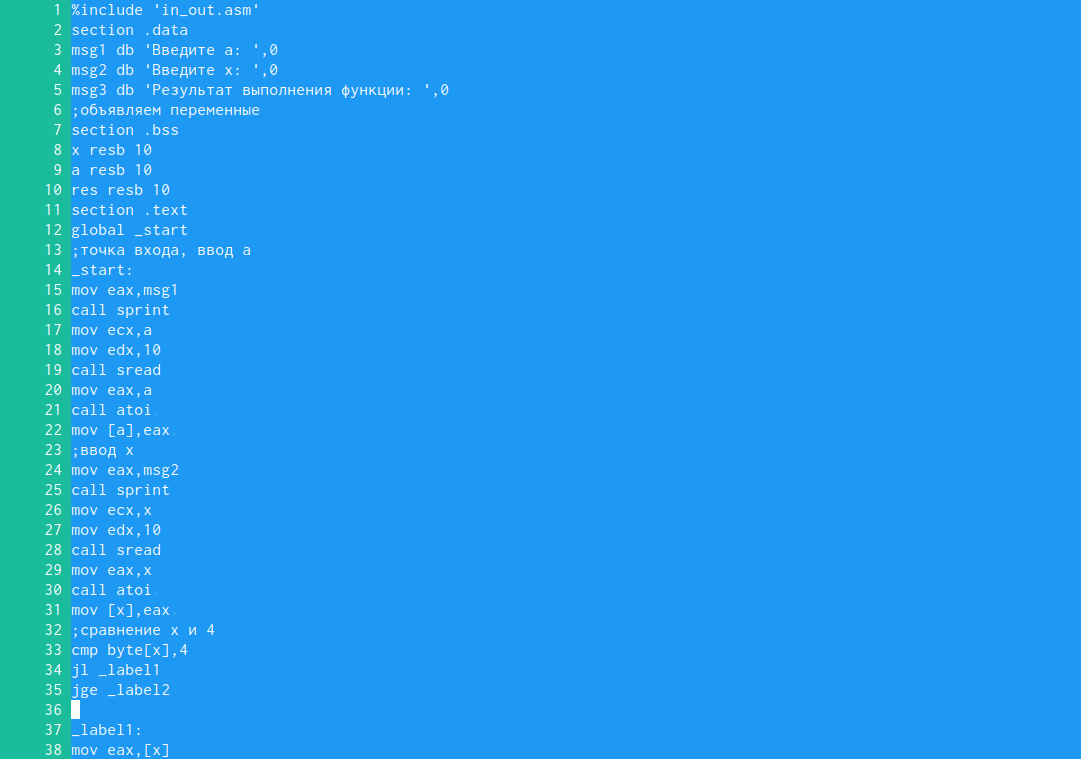 1 %include 'in_out.asm'
2 section .data
3 msg1 db 'Введите a: ',0
4 msg2 db 'Введите x: ',0
5 msg3 db 'Результат выполнения функции: ',0
6 ;объявляем переменные
7 section .bss
8 x resb 10
9 a resb 10
10 res resb 10
11 section .text
12 global _start
13 ;точка входа, ввод a
14 _start:
15 mov eax,msg1
16 call sprint
17 mov ecx,a
18 mov edx,10
19 call sread
20 mov eax,a
21 call atoi
22 mov [a],eax
23 ;ввод x
24 mov eax,msg2
25 call sprint
26 mov ecx,x
27 mov edx,10
28 call sread
29 mov eax,x
30 call atoi
31 mov [x],eax
32 ;сравнение x и 4
33 cmp byte[x],4
34 jl _label1
35 jge _label2
36
37 _label1:
38 mov eax,[x]